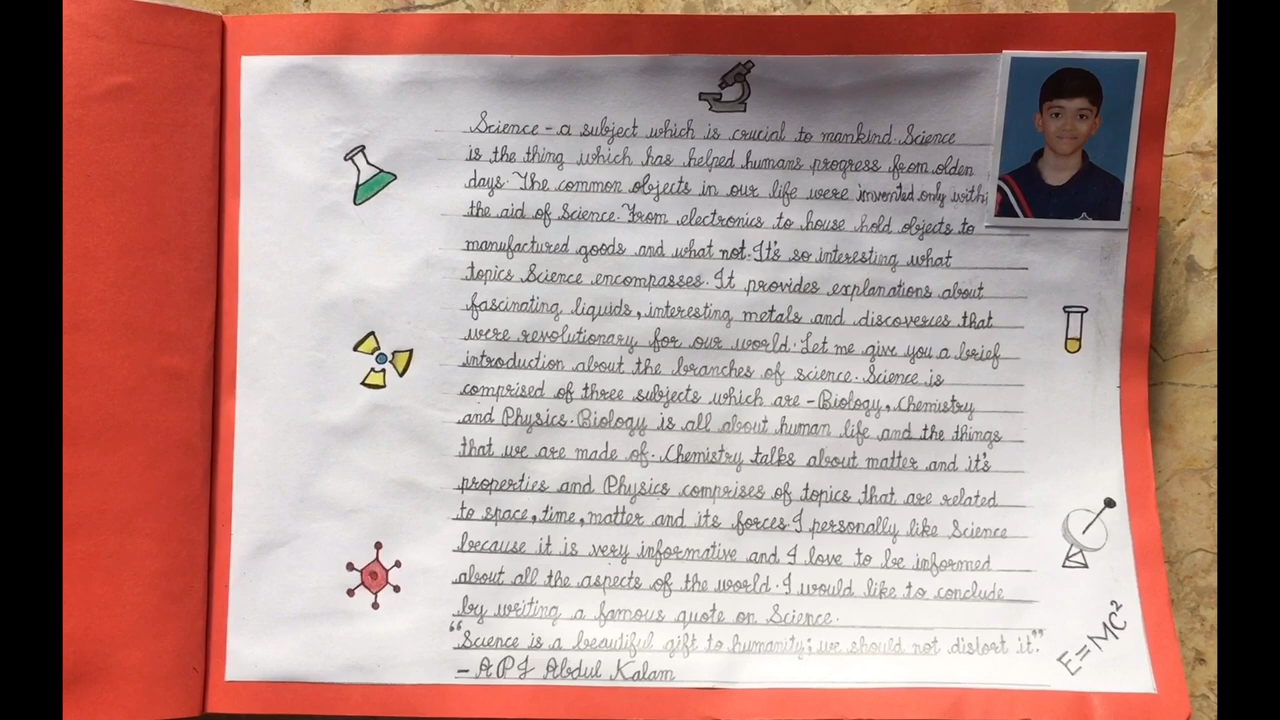 Science - a subject which is crucial to mankind. Science
is the thing which has helped humans progress from olden
days. The common objects in our life were invented only with
the aid of Science. From electronics to house hold objects to
manufactured goods and what not. It's so interesting what
topics Science encompasses. It provides explanations about
fascinating liquids, interesting metals and discoveries that
were revolutionary for our world. Let me give you a brief
introduction about the branches of science. Science is
comprised of three subjects which are - Biology, Chemistry
and Physics. Biology is all about human life and the things
that we are made of. Chemistry talks about matter and it's
properties and Physics comprises of topics that are related
to space, time, matter and its forces. I personally like Science
because it is very informative and I love to be informed
about all the aspects of the world. I would like to conclude
by writing a famous quote on Science.
"Science is a beautiful gift to humanity; we should not distort it."
- A P J Abdul Kalam
E=MC²